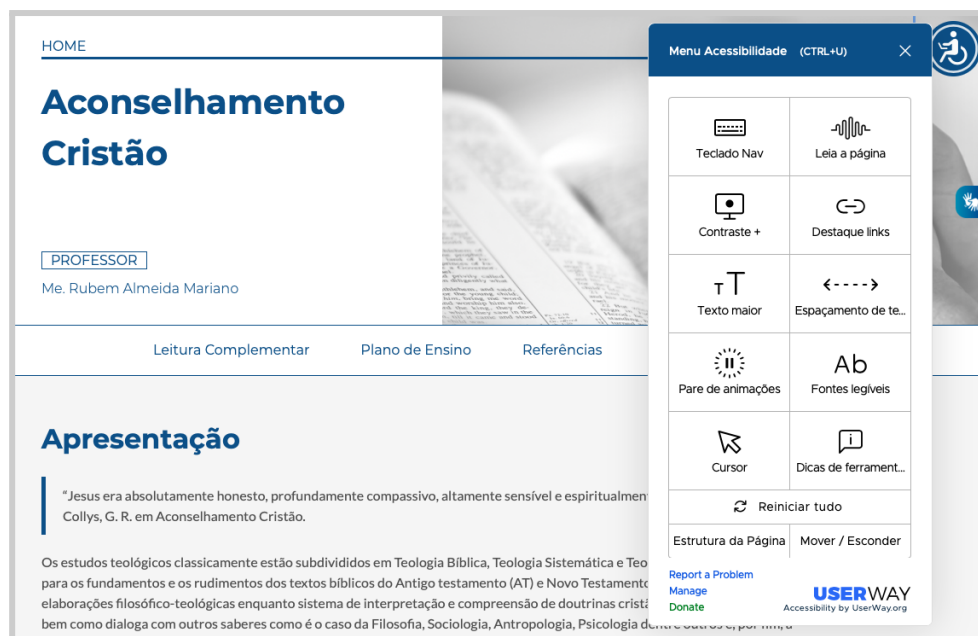 HOME
Aconselhamento
Cristão
PROFESSOR
Me. Rubem Almeida Mariano
Leitura Complementar
Plano de Ensino
Referências
Apresentação
“Jesus era absolutamente honesto, profundamente compassivo, altamente sensível e
Collys, G. R. em Aconselhamento Cristão.
Os estudos teológicos classicamente estão subdivididos em Teologia Bíblica, Teologia Sistemática e
para os fundamentos e os rudimentos dos textos bíblicos do Antigo testamento (AT) e Novo Testamento
elaborações filosófico-teológicas enquanto sistema de interpretação e compreensão de doutrinas
bem como dialoga com outros saberes como é o caso da Filosofia, Sociologia, Antropologia, Psicologia dentre outros e, por fim, a
Menu Acessibilidade (CTRL+U)
Teclado Nav
Leia a página
Contraste +
Destaque links
Texto maior
Espaçamento de te...
Pare de animações
Fontes legíveis
Cursor
Dicas de ferrament...
Reiniciar tudo
Estrutura da Página
Mover / Esconder
Report a Problem
Manage
Donate
USERWAY
Accessibility by UserWay.org